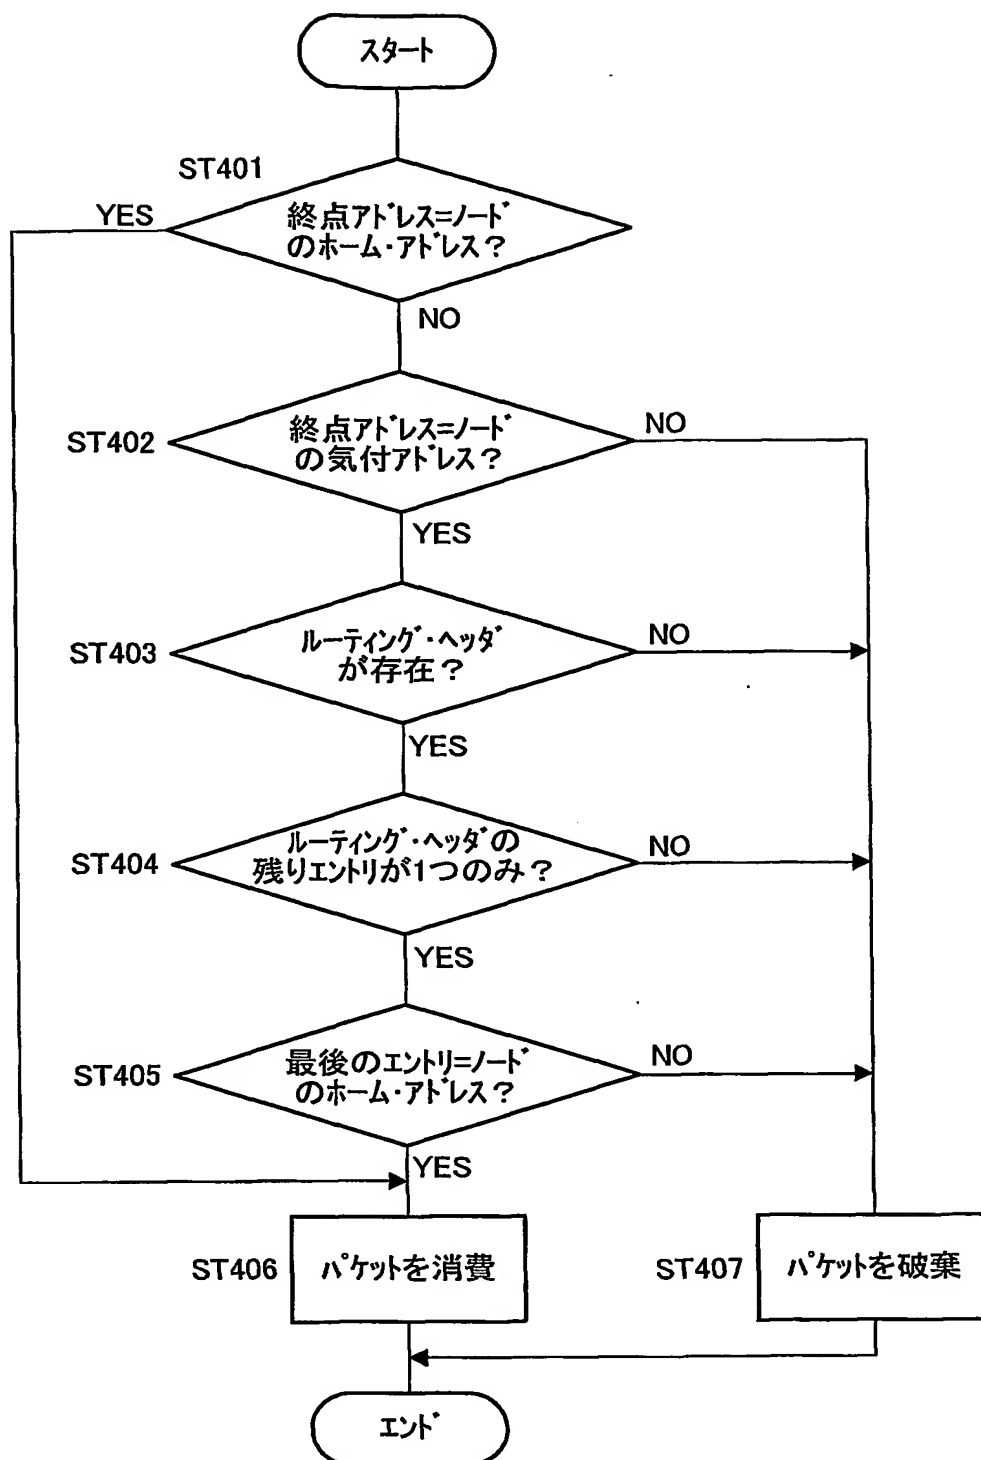 スタート
ST401
YES
終点アドレス=ノード
のホーム・アドレス?
NO
ST402
終点アドレス=ノード
の気付アドレス?
NO
YES
ST403
ルーティング・ヘッダ
が存在?
NO
YES
ST404
ルーティング・ヘッダの
残りエントリが1つのみ?
NO
YES
ST405
最後のエントリ=ノード
のホーム・アドレス?
NO
YES
ST406
パケットを消費
ST407
パケットを破棄
エンド